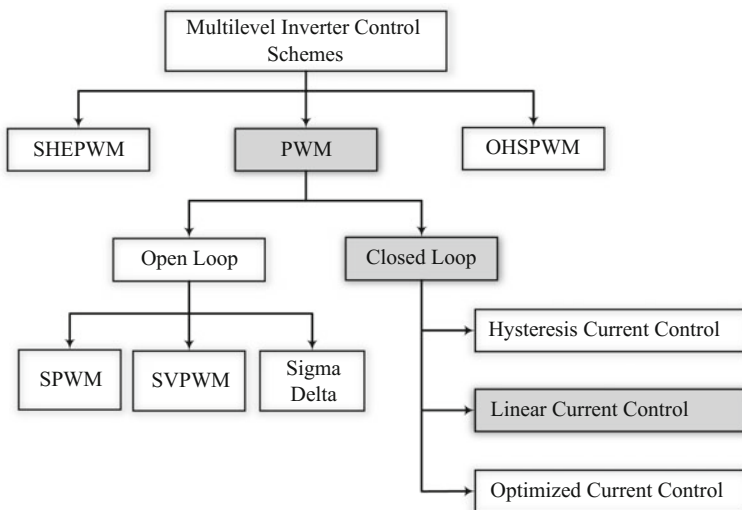 Multilevel Inverter Control
Schemes
SHEPWM
PWM
OHSPWM
Open Loop
Closed Loop
Hysteresis Current Control
SPWM
SVPWM
Sigma
Delta
Linear Current Control
Optimized Current Control